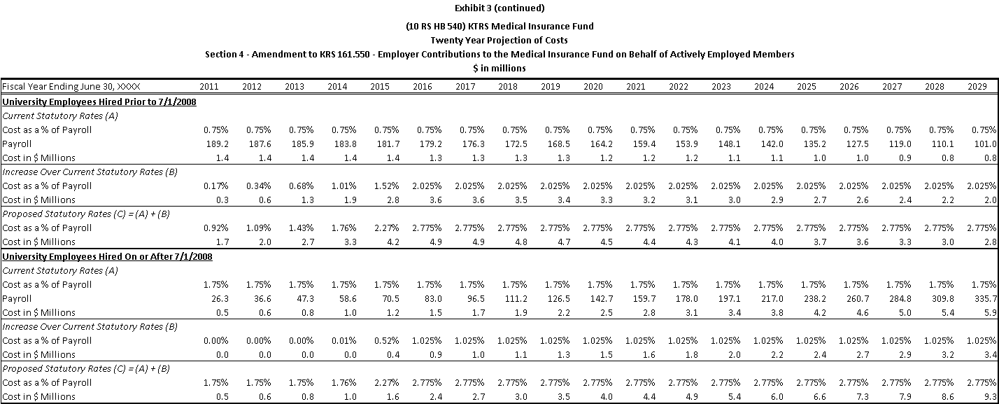 Exhibit 3 (continued)
(10 RS HB 540) KTRS Medical Insurance Fund
Twenty Year Projection of Costs
Section 4 - Amendment to KRS 161.550 - Employer Contributions to the Medical Insurance Fund on Behalf of Actively Employed Members
$ in millions
Fiscal Year Ending June 30, XXXX 2011 2012 2013 2014 2015 2016 2017 2018 2019 2020 2021 2022 2023 2024 2025 2026 2027 2028 2029
University Employees Hired Prior to 7/1/2008
Current Statutory Rates (A)
Cost as a % of Payroll 0.75% 0.75% 0.75% 0.75% 0.75% 0.75% 0.75% 0.75% 0.75% 0.75% 0.75% 0.75% 0.75% 0.75% 0.75% 0.75% 0.75% 0.75% 0.75%
Payroll 189.2 187.6 185.9 183.8 181.7 179.2 176.3 172.5 168.5 164.2 159.4 153.9 148.1 142.0 135.2 127.5 119.0 110.1 101.0
Cost in $ Millions 1.4 1.4 1.4 1.4 1.4 1.3 1.3 1.3 1.3 1.2 1.2 1.2 1.1 1.1 1.0 1.0 0.9 0.8 0.8
Increase Over Current Statutory Rates (B)
Cost as a % of Payroll 0.17% 0.34% 0.68% 1.01% 1.52% 2.025% 2.025% 2.025% 2.025% 2.025% 2.025% 2.025% 2.025% 2.025% 2.025% 2.025% 2.025% 2.025% 2.025%
Cost in $ Millions 0.3 0.6 1.3 1.9 2.8 3.6 3.6 3.5 3.4 3.3 3.2 3.1 3.0 2.9 2.7 2.6 2.4 2.2 2.0
Proposed Statutory Rates (C) = (A) + (B)
Cost as a % of Payroll 0.92% 1.09% 1.43% 1.76% 2.27% 2.775% 2.775% 2.775% 2.775% 2.775% 2.775% 2.775% 2.775% 2.775% 2.775% 2.775% 2.775% 2.775% 2.775%
Cost in $ Millions 1.7 2.0 2.7 3.3 4.2 4.9 4.9 4.8 4.7 4.5 4.4 4.3 4.1 4.0 3.7 3.6 3.3 3.0 2.8
University Employees Hired On or After 7/1/2008
Current Statutory Rates (A)
Cost as a % of Payroll 1.75% 1.75% 1.75% 1.75% 1.75% 1.75% 1.75% 1.75% 1.75% 1.75% 1.75% 1.75% 1.75% 1.75% 1.75% 1.75% 1.75% 1.75% 1.75%
Payroll 26.3 36.6 47.3 58.6 70.5 83.0 96.5 111.2 126.5 142.7 159.7 178.0 197.1 217.0 238.2 260.7 284.8 309.8 335.7
Cost in $ Millions 0.5 0.6 0.8 1.0 1.2 1.5 1.7 1.9 2.2 2.5 2.8 3.1 3.4 3.8 4.2 4.6 5.0 5.4 5.9
Increase Over Current Statutory Rates (B)
Cost as a % of Payroll 0.00% 0.00% 0.00% 0.01% 0.52% 1.025% 1.025% 1.025% 1.025% 1.025% 1.025% 1.025% 1.025% 1.025% 1.025% 1.025% 1.025% 1.025% 1.025%
Cost in $ Millions 0.0 0.0 0.0 0.0 0.4 0.9 1.0 1.1 1.3 1.5 1.6 1.8 2.0 2.2 2.4 2.7 2.9 3.2 3.4
Proposed Statutory Rates (C) = (A) + (B)
Cost as a % of Payroll 1.75% 1.75% 1.75% 1.76% 2.27% 2.775% 2.775% 2.775% 2.775% 2.775% 2.775% 2.775% 2.775% 2.775% 2.775% 2.775% 2.775% 2.775% 2.775%
Cost in $ Millions 0.5 0.6 0.8 1.0 1.6 2.4 2.7 3.0 3.5 4.0 4.4 4.9 5.4 6.0 6.6 7.3 7.9 8.6 9.3